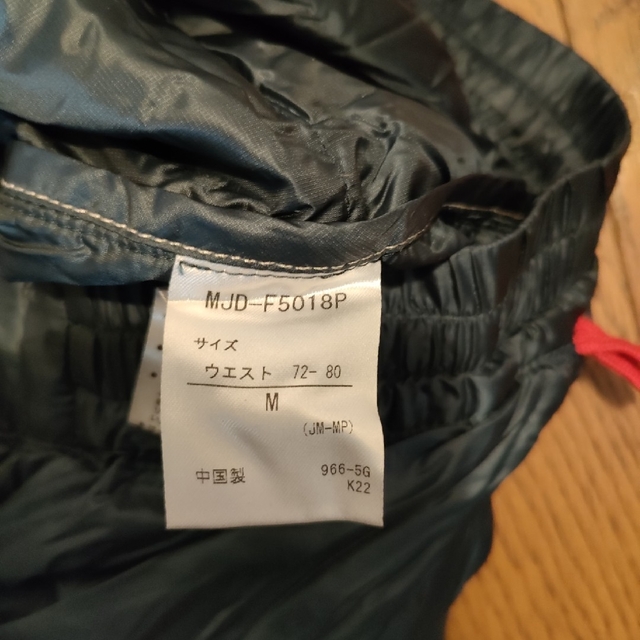 MJD-F5018P
サイズ
ウエスト 72- 80
M
(JM-MP)
中国製 966-5G
K22